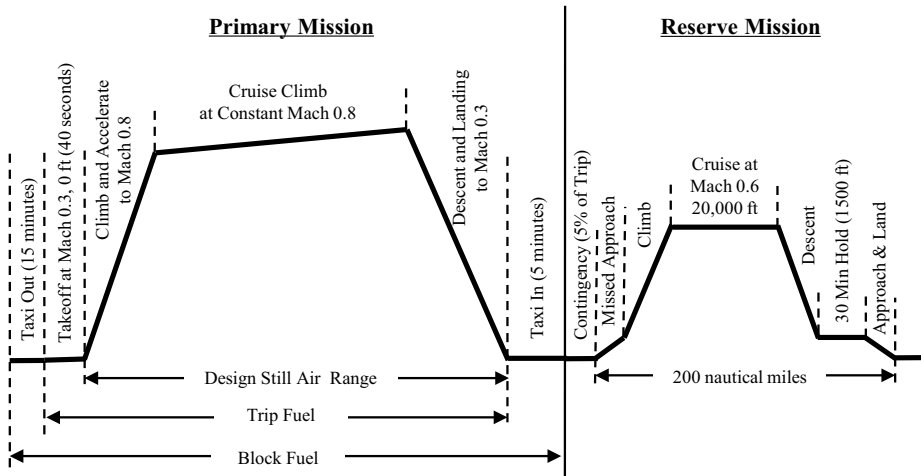 Primary Mission
Reserve Mission
Taxi Out (15 minutes)
Takeoff at Mach 0.3, 0 ft (40 seconds)
Climb and Accelerate
to Mach 0.8
Cruise Climb
at Constant Mach 0.8
Descent and Landing
to Mach 0.3
Taxi In (5 minutes)
Contingency (5% of Trip)
Missed Approach
Climb
Cruise at
Mach 0.6
20,000 ft
Descent
30 Min Hold (1500 ft)
Approach & Land
Design Still Air Range
200 nautical miles
Trip Fuel
Block Fuel